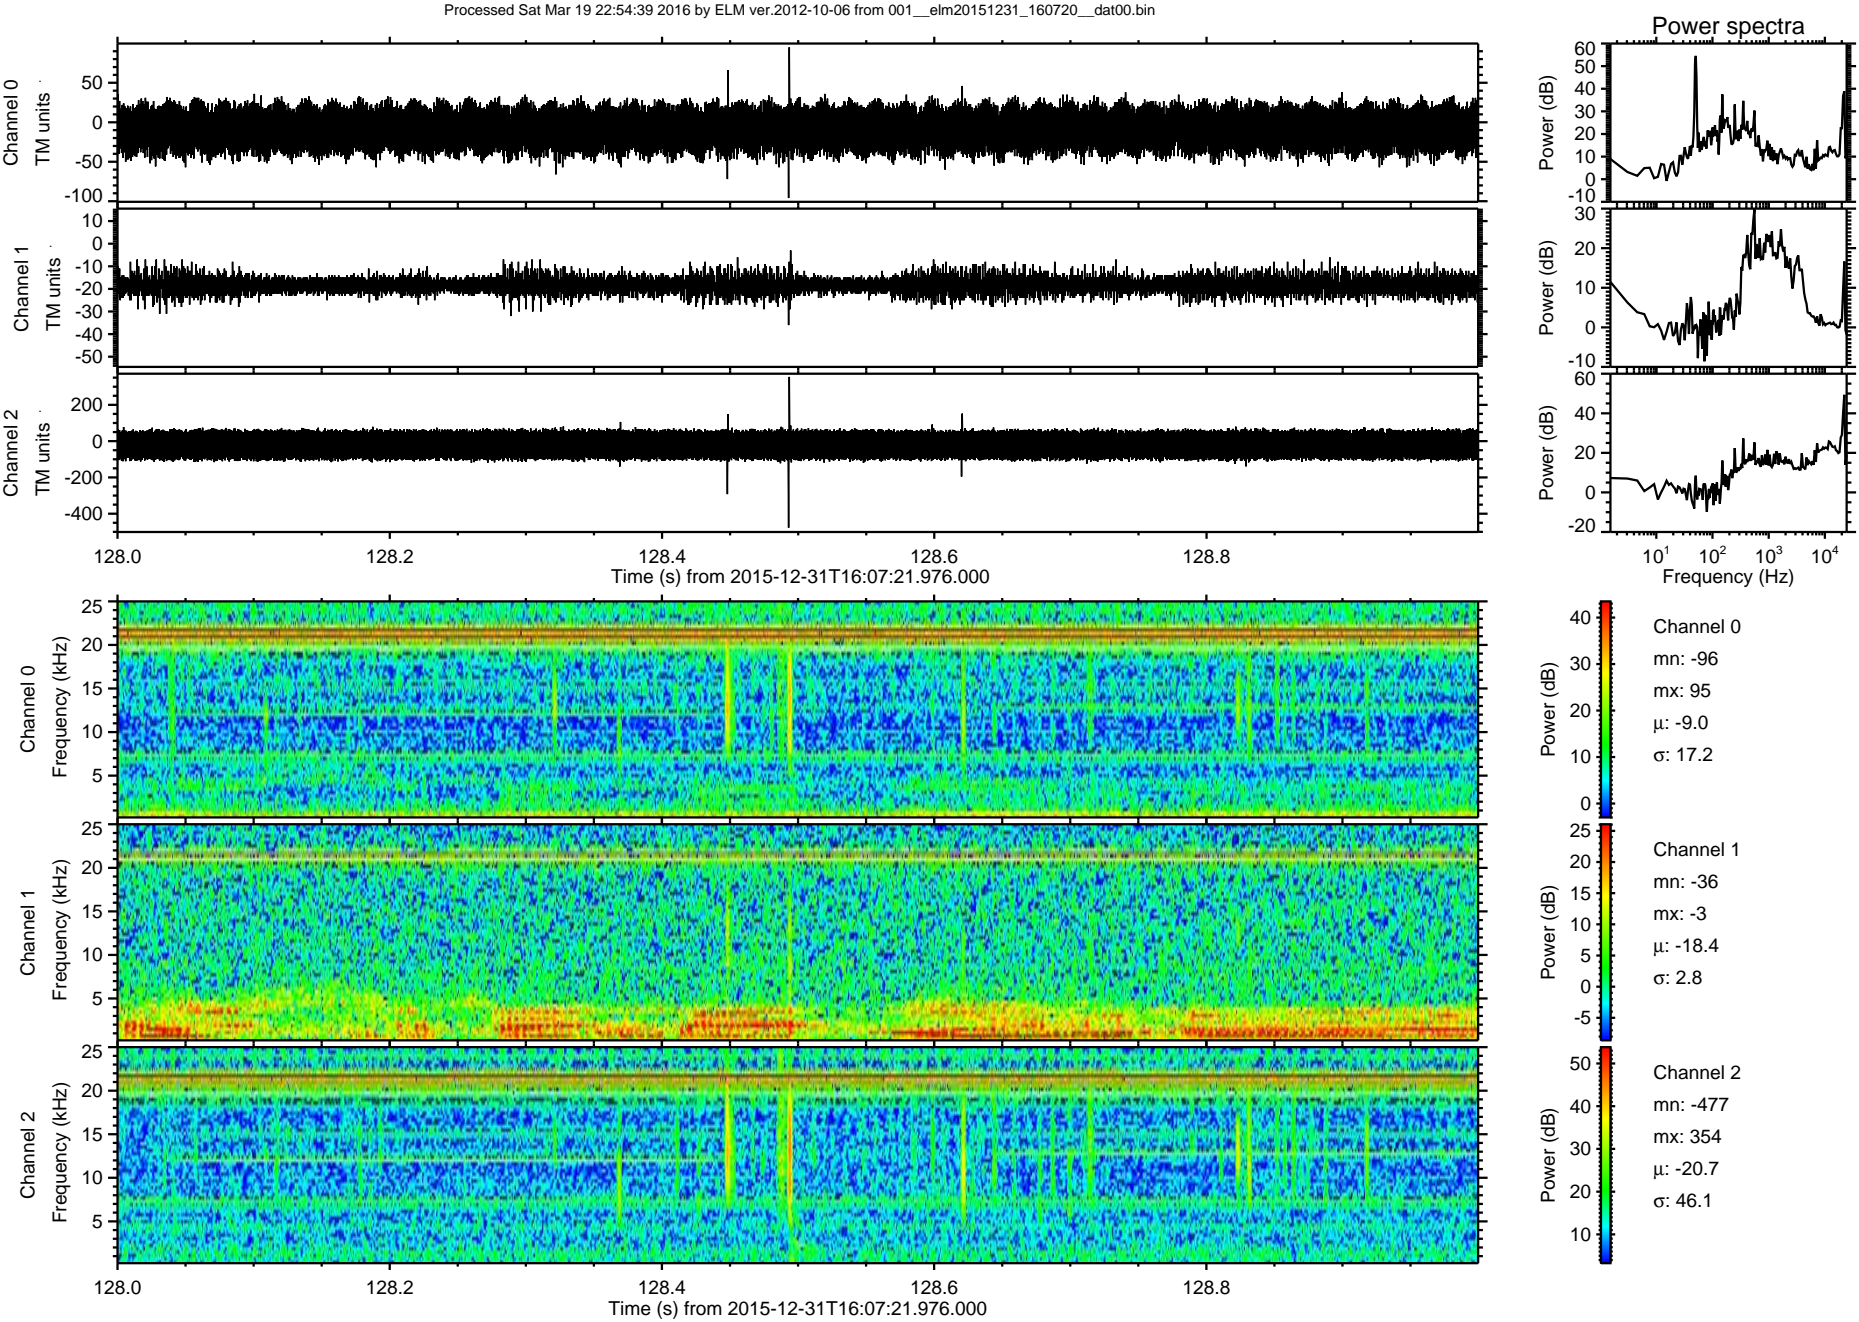 Processed Sat Mar 19 22:54:39 2016 by ELM ver.2012-10-06 from 001__elm20151231_160720__dat00.bin
Power spectra
Channel 0
TM units
50
0
-50
-100
Power (dB)
60
50
40
30
20
10
0
-10
Channel 1
TM units
10
0
-10
-20
-30
-40
-50
Power (dB)
30
20
10
0
-10
Channel 2
TM units
200
0
-200
-400
Power (dB)
60
40
20
0
-20
128.0 128.2 128.4 128.6 128.8
Time (s) from 2015-12-31T16:07:21.976.000
10¹ 10² 10³ 10⁴
Frequency (Hz)
Channel 0
Frequency (kHz)
25
20
15
10
5
Power (dB)
40
30
20
10
0
Channel 0
mn: -96
mx: 95
μ: -9.0
σ: 17.2
Channel 1
Frequency (kHz)
25
20
15
10
5
Power (dB)
25
20
15
10
5
0
-5
Channel 1
mn: -36
mx: -3
μ: -18.4
σ: 2.8
Channel 2
Frequency (kHz)
25
20
15
10
5
Power (dB)
50
40
30
20
10
Channel 2
mn: -477
mx: 354
μ: -20.7
σ: 46.1
128.0 128.2 128.4 128.6 128.8
Time (s) from 2015-12-31T16:07:21.976.000